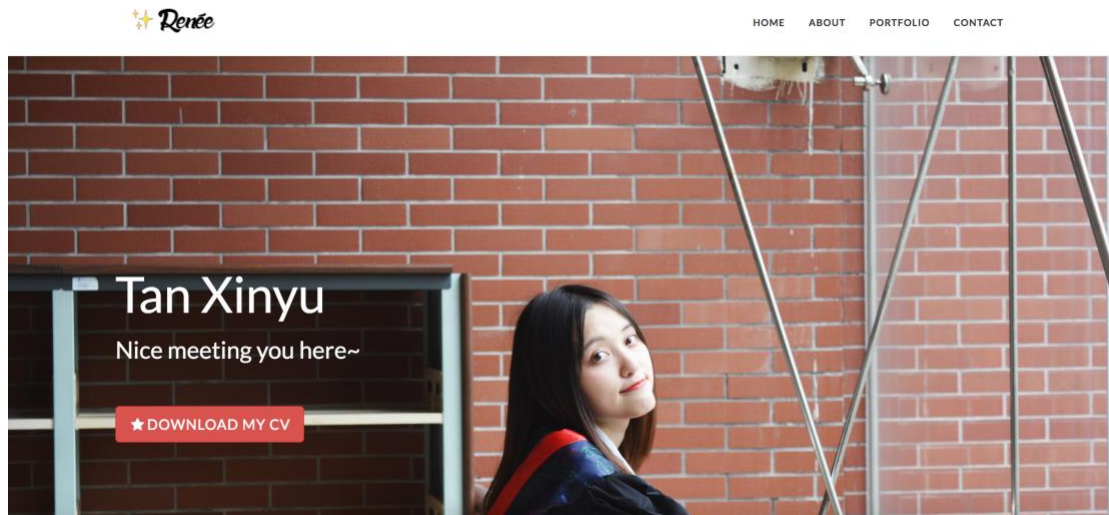 Renée
HOME ABOUT PORTFOLIO CONTACT
Tan Xinyu
Nice meeting you here~
DOWNLOAD MY CV